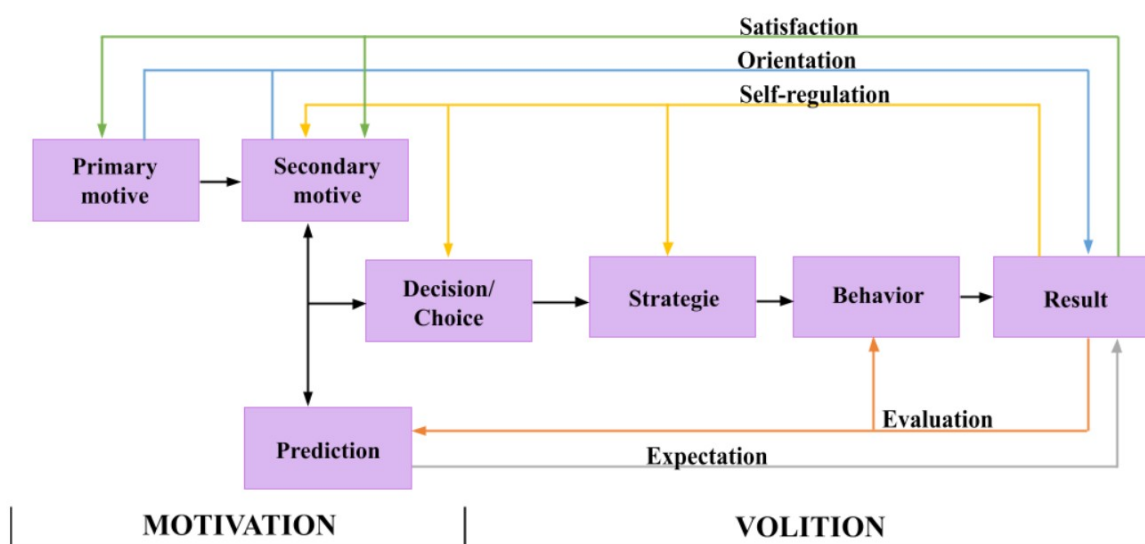 Satisfaction
Orientation
Self-regulation
Primary
motive
Secondary
motive
Decision/
Choice
Strategie
Behavior
Result
Prediction
Evaluation
Expectation
MOTIVATION
VOLITION